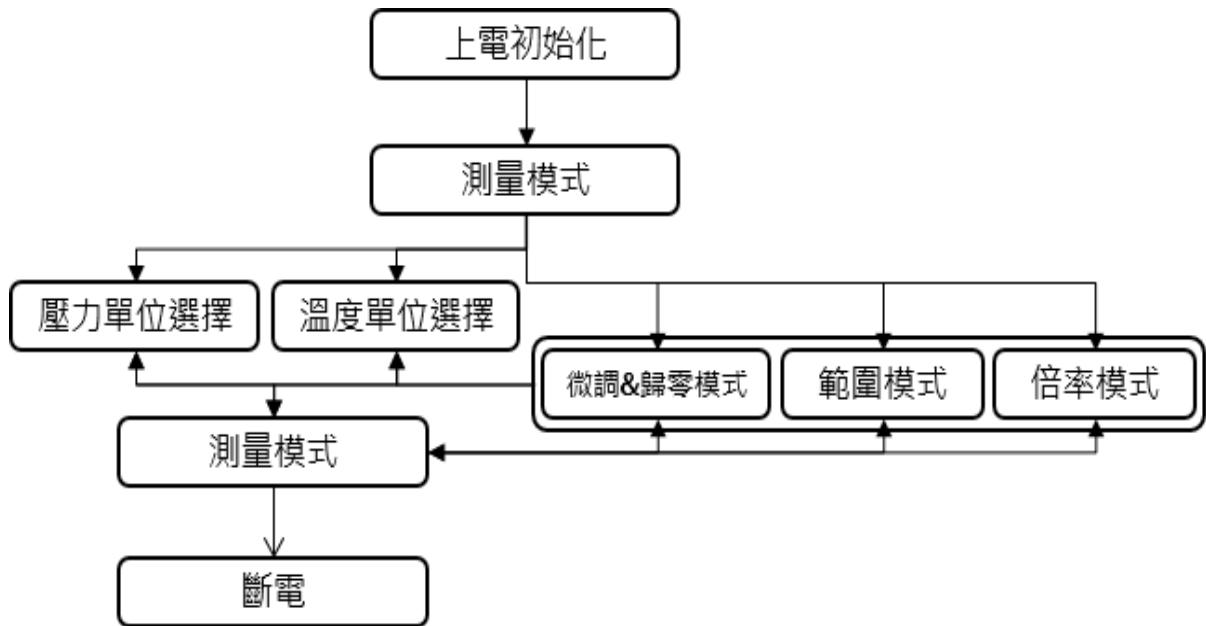 上電初始化
測量模式
壓力單位選擇
溫度單位選擇
微調&歸零模式
範圍模式
倍率模式
測量模式
斷電